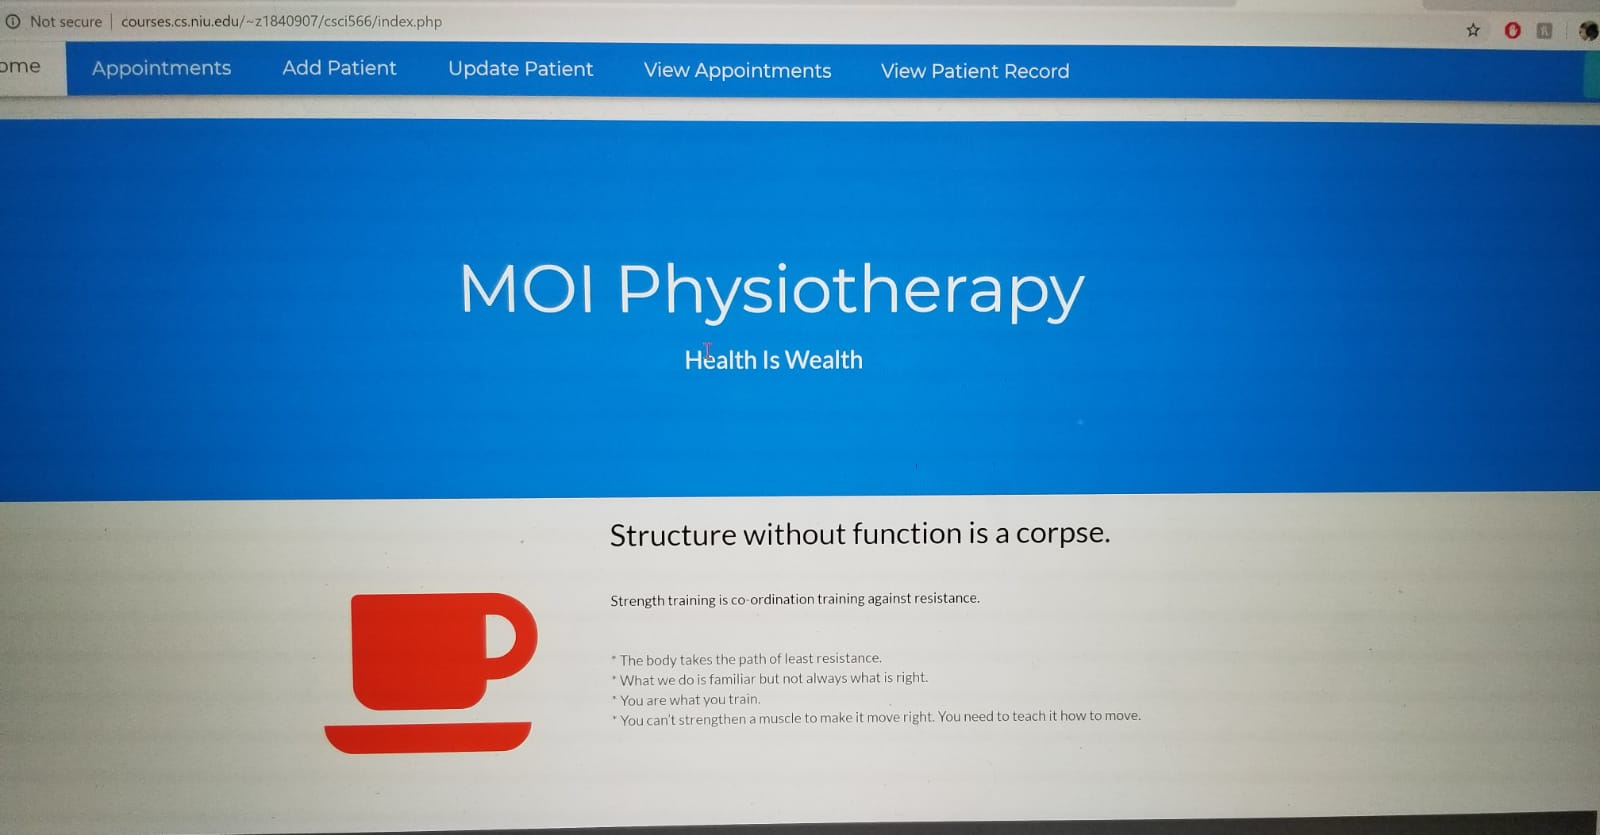 Not secure | courses.cs.niu.edu/~z1840907/csci566/index.php
ome Appointments Add Patient Update Patient View Appointments View Patient Record
MOI Physiotherapy
Health Is Wealth
Structure without function is a corpse.
Strength training is co-ordination training against resistance.
* The body takes the path of least resistance.
* What we do is familiar but not always what is right.
* You are what you train.
* You can't strengthen a muscle to make it move right. You need to teach it how to move.